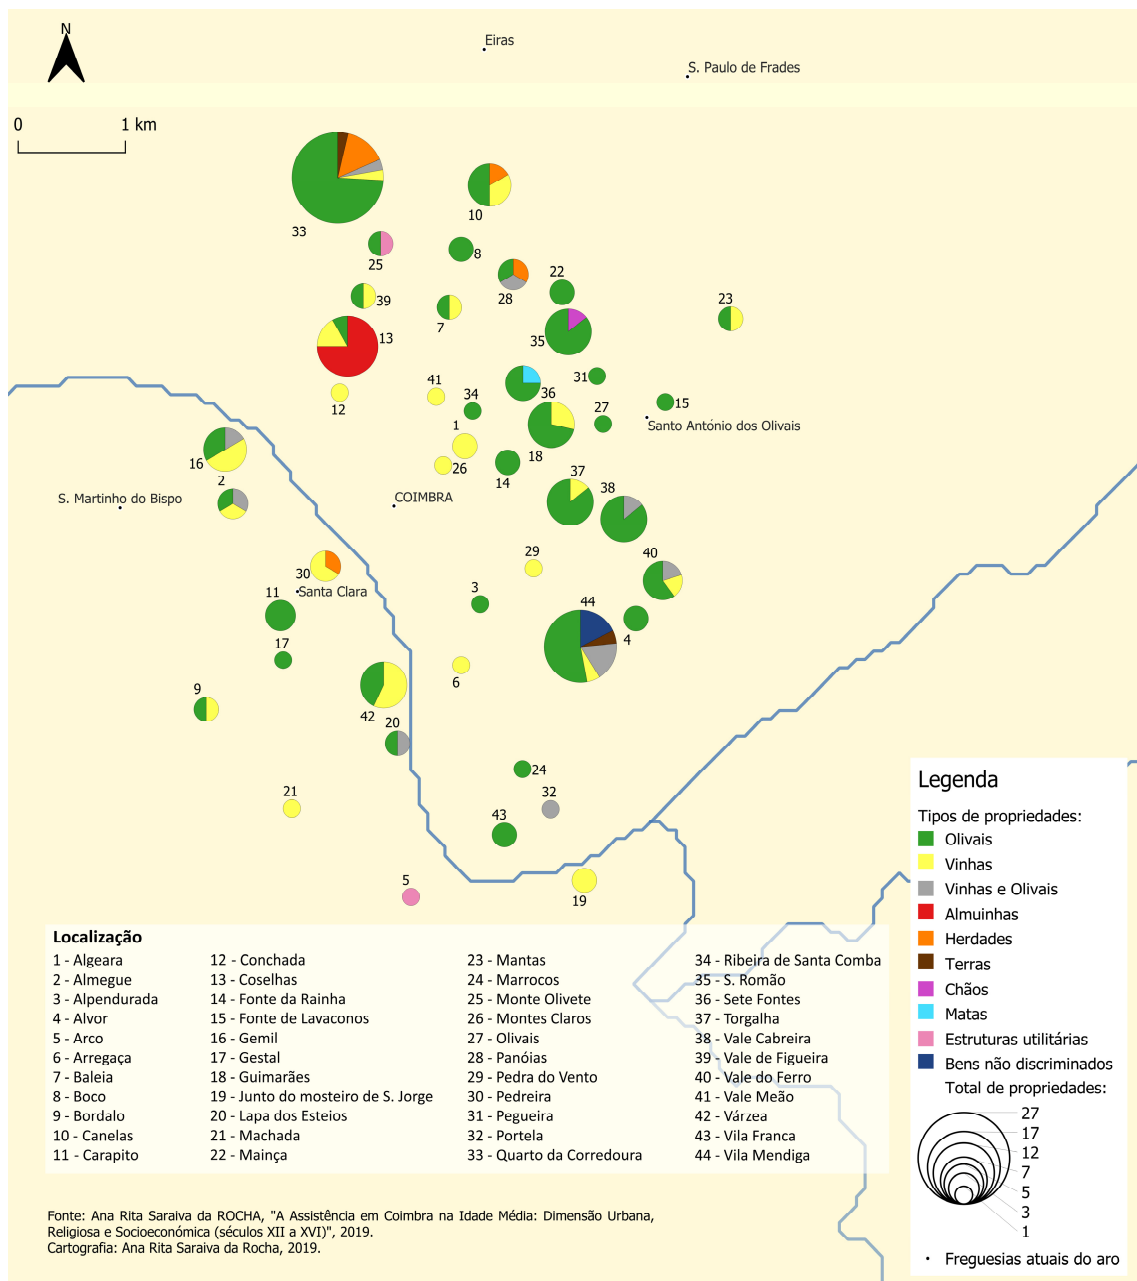 N
Eiras
S. Paulo de Frades
0 1 km
33
10
25
8
28
22
39
7
23
35
13
31
12
41
34
36
15
27
Santo António dos Olivais
1
18
16
26
14
2
37
38
S. Martinho do Bispo
COIMBRA
29
40
30
Santa Clara
11
3
44
4
17
6
9
42
20
24
21
32
43
5
19
Legenda
Tipos de propriedades:
Olivais
Vinhas
Vinhas e Olivais
Almuinhas
Herdades
Terras
Chãos
Matas
Estruturas utilitárias
Bens não discriminados
Total de propriedades:
27
17
12
7
5
3
1
Freguesias atuais do aro
Localização
1 - Algeara
2 - Almegue
3 - Alpendurada
4 - Alvor
5 - Arco
6 - Arregaça
7 - Baleia
8 - Boco
9 - Bordalo
10 - Canelas
11 - Carapito
12 - Conchada
13 - Coselhas
14 - Fonte da Rainha
15 - Fonte de Lavaconos
16 - Gemil
17 - Gestal
18 - Guimarães
19 - Junto do mosteiro de S. Jorge
20 - Lapa dos Esteios
21 - Machada
22 - Mainça
23 - Mantas
24 - Marrocos
25 - Monte Olivete
26 - Montes Claros
27 - Olivais
28 - Panóias
29 - Pedra do Vento
30 - Pedreira
31 - Pegueira
32 - Portela
33 - Quarto da Corredoura
34 - Ribeira de Santa Comba
35 - S. Romão
36 - Sete Fontes
37 - Torgalha
38 - Vale Cabreira
39 - Vale de Figueira
40 - Vale do Ferro
41 - Vale Meão
42 - Várzea
43 - Vila Franca
44 - Vila Mendiga
Fonte: Ana Rita Saraiva da ROCHA, "A Assistência em Coimbra na Idade Média: Dimensão Urbana,
Religiosa e Socioeconómica (séculos XII a XVI)", 2019.
Cartografia: Ana Rita Saraiva da Rocha, 2019.